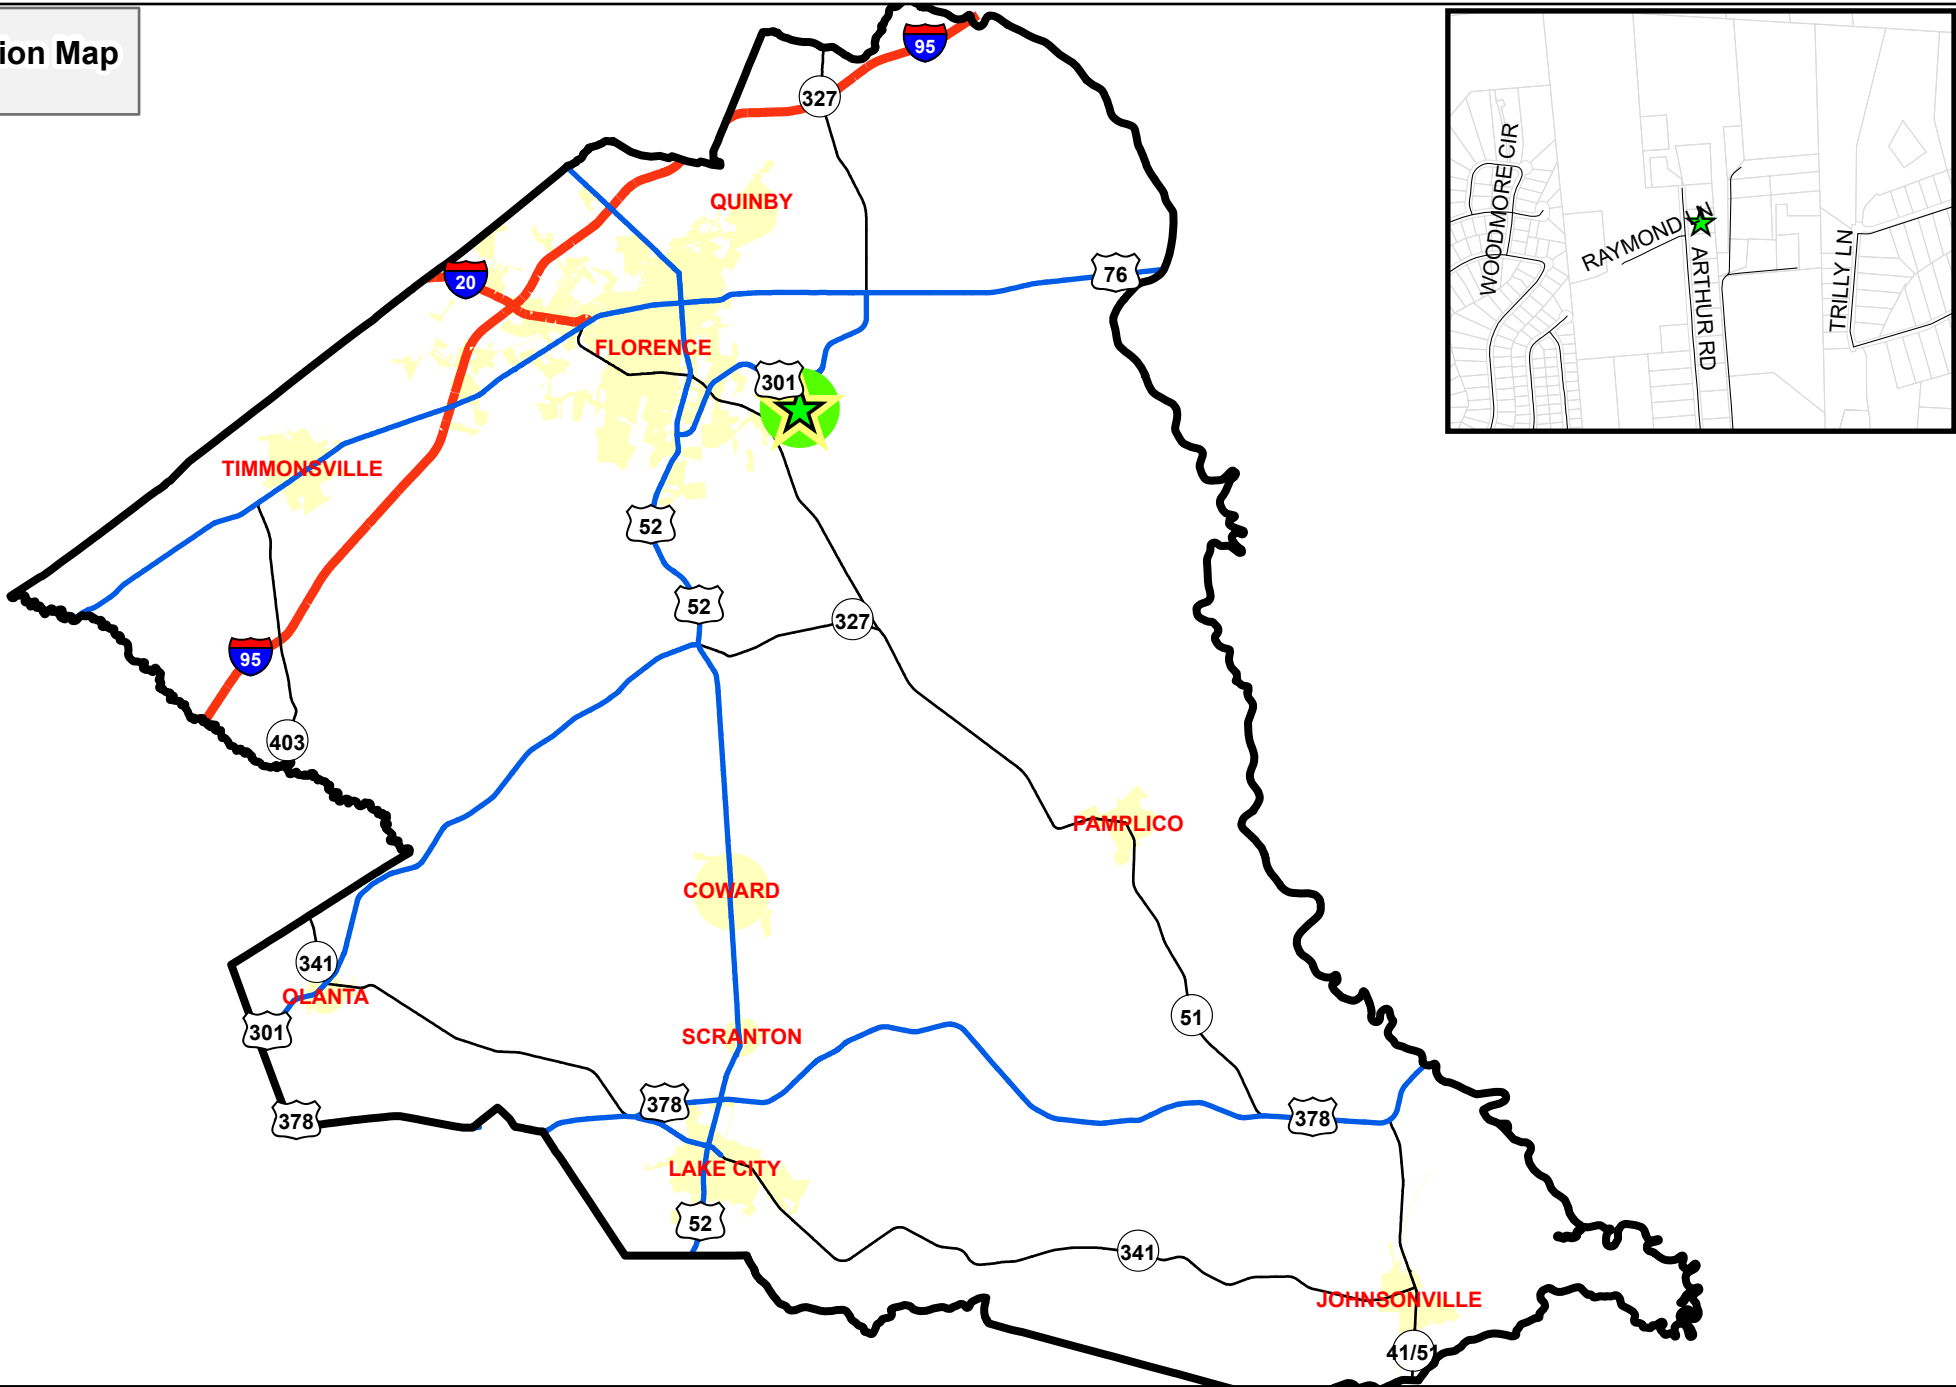 ion Map
95
327
QUINBY
20
76
FLORENCE
301
TIMMONSVILLE
52
52
327
95
403
PAMPLICO
COWARD
341
OLANTA
301
51
SCRANTON
378
378
378
LAKE CITY
52
341
JOHNSONVILLE
41/51
WOODMORE CIR
RAYMOND LN
ARTHUR RD
TRILLY LN